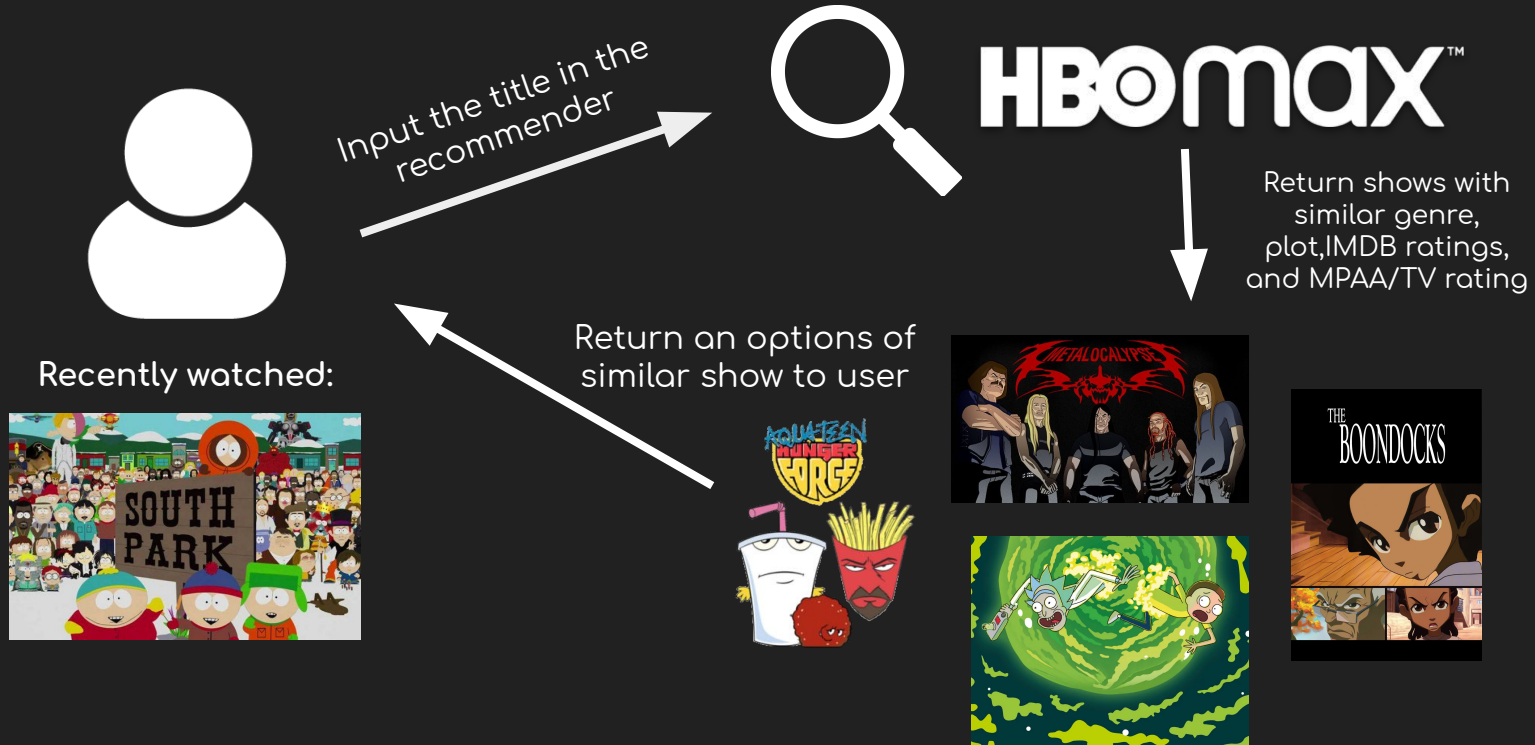 Input the title in the
recommender
HBOMAX™
Return shows with
similar genre,
plot,IMDB ratings,
and MPAA/TV rating
Return an options of
similar show to user
Recently watched:
SOUTH
PARK
AQUA TEEN
HUNGER
FORCE
METALOCALYPSE
THE
BOONDOCKS